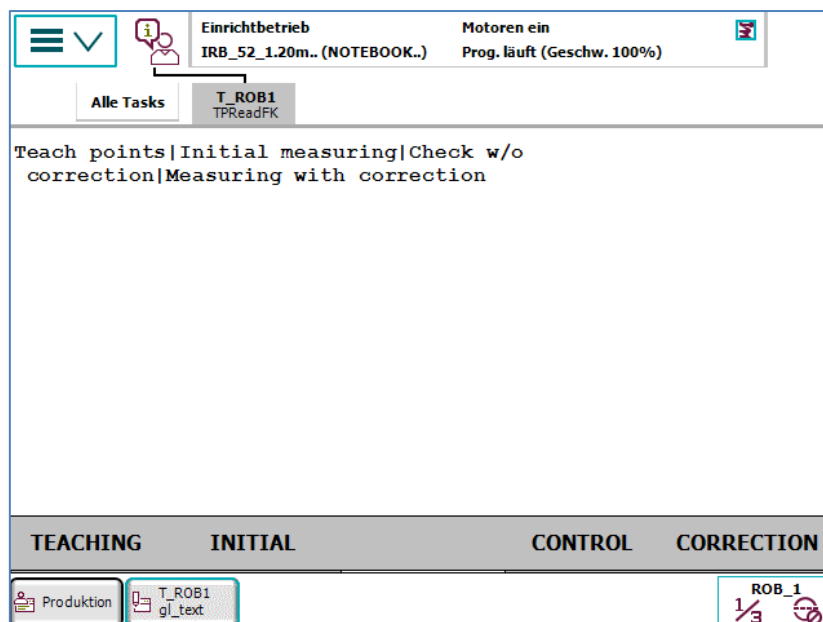 Einrichtbetrieb
Motoren ein
IRB_52_1.20m.. (NOTEBOOK..)
Prog. läuft (Geschw. 100%)
Alle Tasks
T_ROB1
TPReadFK
Teach points|Initial measuring|Check w/o
correction|Measuring with correction
TEACHING INITIAL CONTROL CORRECTION
Produktion
T_ROB1
gl_text
ROB_1
1/3